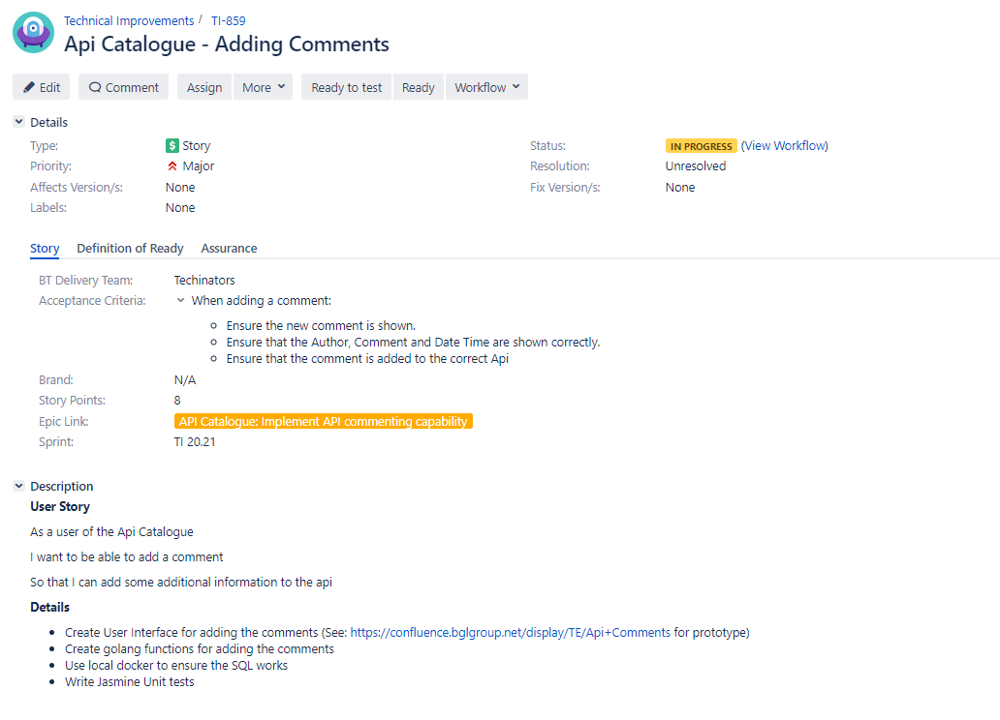 Technical Improvements / TI-859
Api Catalogue - Adding Comments
Edit Comment Assign More Ready to test Ready Workflow
Details
Type: $ Story Status: IN PROGRESS (View Workflow)
Priority: Major Resolution: Unresolved
Affects Version/s: None Fix Version/s: None
Labels: None
Story Definition of Ready Assurance
BT Delivery Team: Techinators
Acceptance Criteria: When adding a comment:
Ensure the new comment is shown.
Ensure that the Author, Comment and Date Time are shown correctly.
Ensure that the comment is added to the correct Api
Brand: N/A
Story Points: 8
Epic Link: API Catalogue: Implement API commenting capability
Sprint: TI 20.21
Description
User Story
As a user of the Api Catalogue
I want to be able to add a comment
So that I can add some additional information to the api
Details
Create User Interface for adding the comments (See: https://confluence.bglgroup.net/display/TE/Api+Comments for prototype)
Create golang functions for adding the comments
Use local docker to ensure the SQL works
Write Jasmine Unit tests